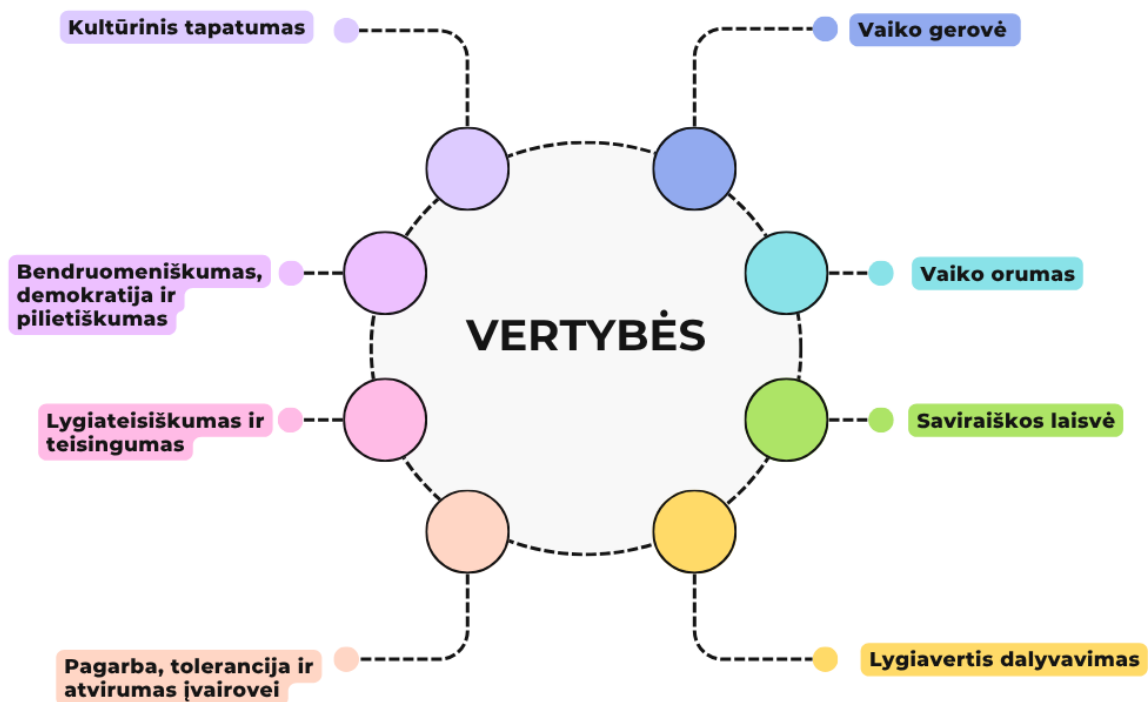 Kultūrinis tapatumas
Vaiko gerovė
Bendruomeniškumas,
demokratija ir
pilietiškumas
Vaiko orumas
VERTYBĖS
Lygiateisiškumas ir
teisingumas
Saviraiškos laisvė
Pagarba, tolerancija ir
atvirumas įvairovei
Lygiavertis dalyvavimas